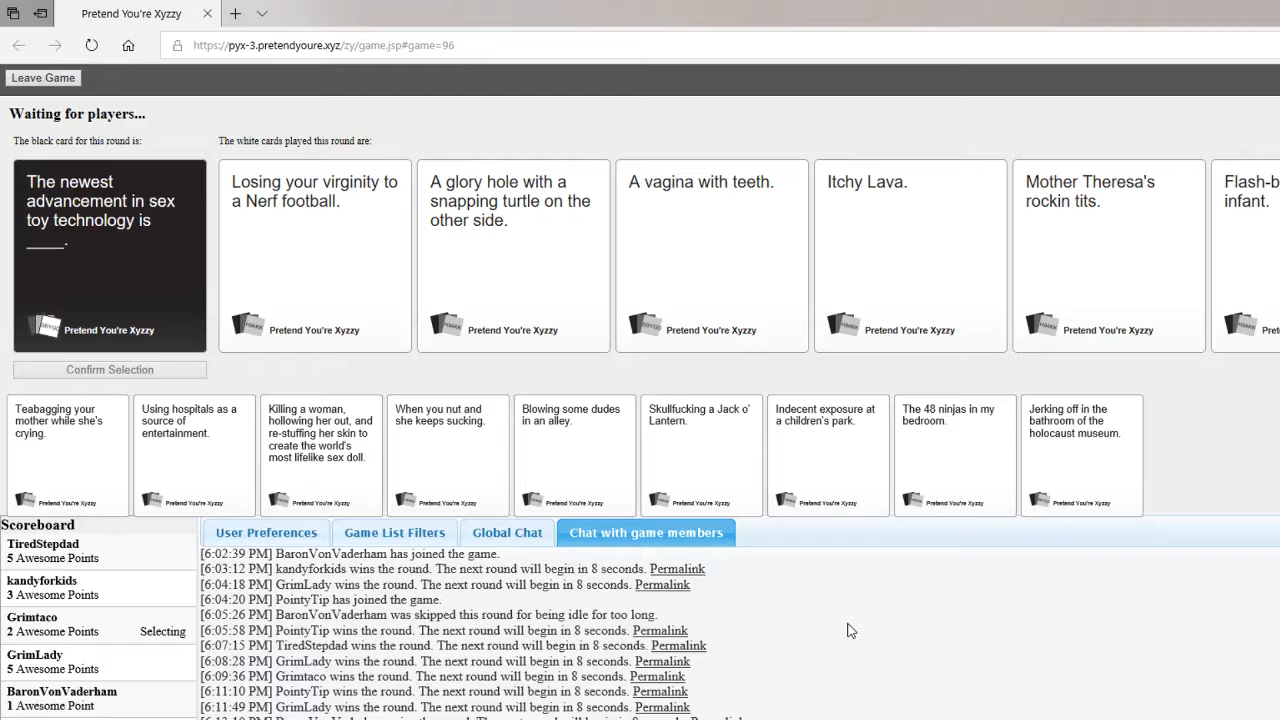 Pretend You're Xyzzy
https://pyx-3.pretendyoure.xyz/zy/game.jsp#game=96
Leave Game
Waiting for players...
The black card for this round is:
The white cards played this round are:
The newest
advancement in sex
toy technology is
____.
Pretend You're Xyzzy
Losing your virginity to
a Nerf football.
Pretend You're Xyzzy
A glory hole with a
snapping turtle on the
other side.
Pretend You're Xyzzy
A vagina with teeth.
Pretend You're Xyzzy
Itchy Lava.
Pretend You're Xyzzy
Mother Theresa's
rockin tits.
Pretend You're Xyzzy
Flash-b
infant.
Pret
Confirm Selection
Teabagging your
mother while she's
crying.
Pretend You're Xyzzy
Using hospitals as a
source of
entertainment.
Pretend You're Xyzzy
Killing a woman,
hollowing her out, and
re-stuffing her skin to
create the world's
most lifelike sex doll.
Pretend You're Xyzzy
When you nut and
she keeps sucking.
Pretend You're Xyzzy
Blowing some dudes
in an alley.
Pretend You're Xyzzy
Skullfucking a Jack o'
Lantern.
Pretend You're Xyzzy
Indecent exposure at
a children's park.
Pretend You're Xyzzy
The 48 ninjas in my
bedroom.
Pretend You're Xyzzy
Jerking off in the
bathroom of the
holocaust museum.
Pretend You're Xyzzy
Scoreboard
TiredStepdad
5 Awesome Points
kandyforkids
3 Awesome Points
Grimtaco
2 Awesome Points Selecting
GrimLady
5 Awesome Points
BaronVonVaderham
1 Awesome Point
User Preferences
Game List Filters
Global Chat
Chat with game members
[6:02:39 PM] BaronVonVaderham has joined the game.
[6:03:12 PM] kandyforkids wins the round. The next round will begin in 8 seconds. Permalink
[6:04:18 PM] GrimLady wins the round. The next round will begin in 8 seconds. Permalink
[6:04:20 PM] PointyTip has joined the game.
[6:05:26 PM] BaronVonVaderham was skipped this round for being idle for too long.
[6:05:58 PM] PointyTip wins the round. The next round will begin in 8 seconds. Permalink
[6:07:15 PM] TiredStepdad wins the round. The next round will begin in 8 seconds. Permalink
[6:08:28 PM] GrimLady wins the round. The next round will begin in 8 seconds. Permalink
[6:09:36 PM] Grimtaco wins the round. The next round will begin in 8 seconds. Permalink
[6:11:10 PM] PointyTip wins the round. The next round will begin in 8 seconds. Permalink
[6:11:49 PM] GrimLady wins the round. The next round will begin in 8 seconds. Permalink